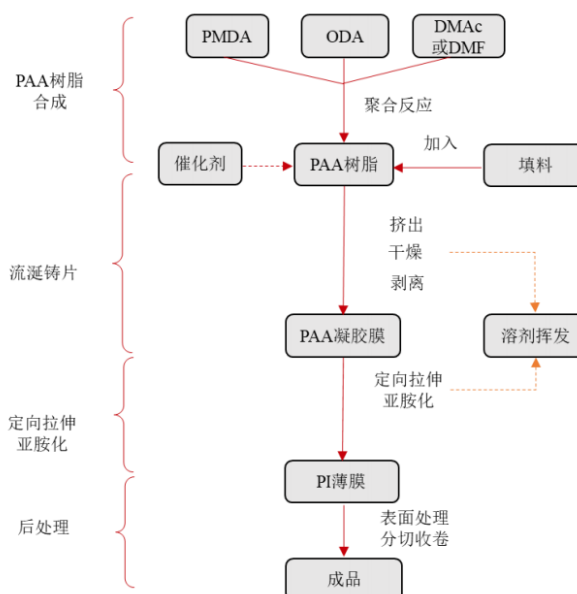 PMDA
ODA
DMAc
或DMF
PAA树脂
合成
聚合反应
催化剂
PAA树脂
加入
填料
挤出
干燥
剥离
流涎铸片
PAA凝胶膜
溶剂挥发
定向拉伸
亚胺化
定向拉伸
亚胺化
PI薄膜
后处理
表面处理
分切收卷
成品